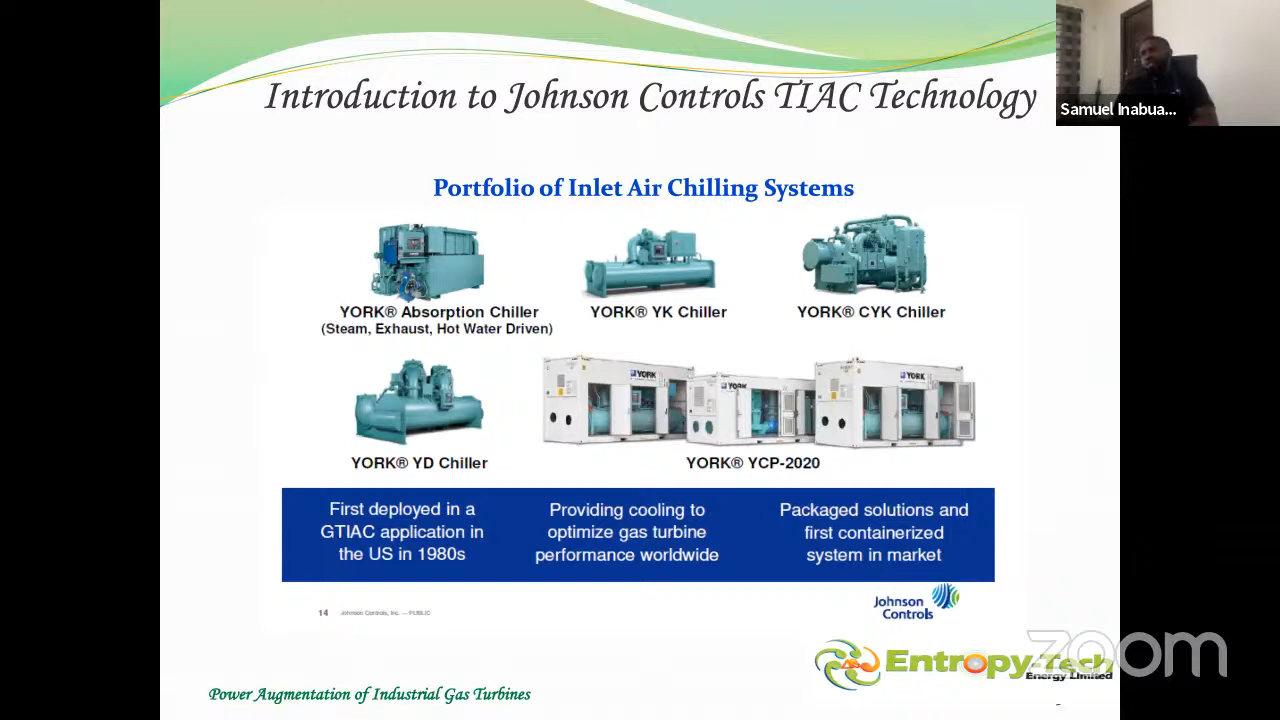 Introduction to Johnson Controls TIAC Technology
Samuel Inabua...
Portfolio of Inlet Air Chilling Systems
YORK® Absorption Chiller
(Steam, Exhaust, Hot Water Driven)
YORK® YK Chiller
YORK® CYK Chiller
YORK
YORK
YORK
YORK® YD Chiller
YORK® YCP-2020
First deployed in a
GTIAC application in
the US in 1980s
Providing cooling to
optimize gas turbine
performance worldwide
Packaged solutions and
first containerized
system in market
14
Johnson Controls, Inc. — PUBLIC
Johnson
Controls
zoom
Entropy-Tech
Energy Limited
Power Augmentation of Industrial Gas Turbines